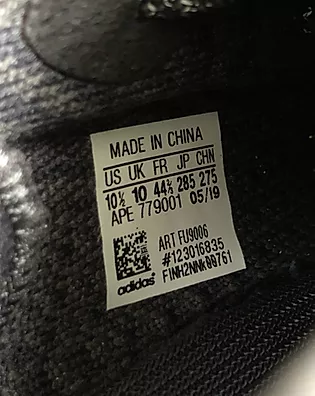 MADE IN CHINA
US UK FR JP CHN
10½ 10 44⅔ 285 275
APE 779001 05/19
ART FU9006
#123016835
F1NH2NNk00761
adidas